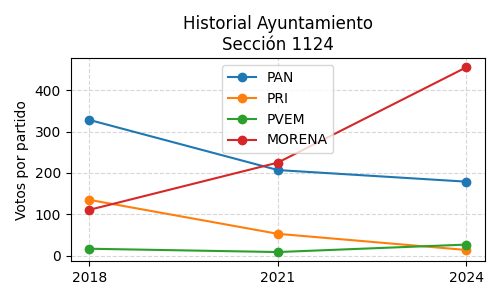 Historial Ayuntamiento
Sección 1124
PAN
PRI
PVEM
MORENA
Votos por partido
400
300
200
100
0
2018
2021
2024